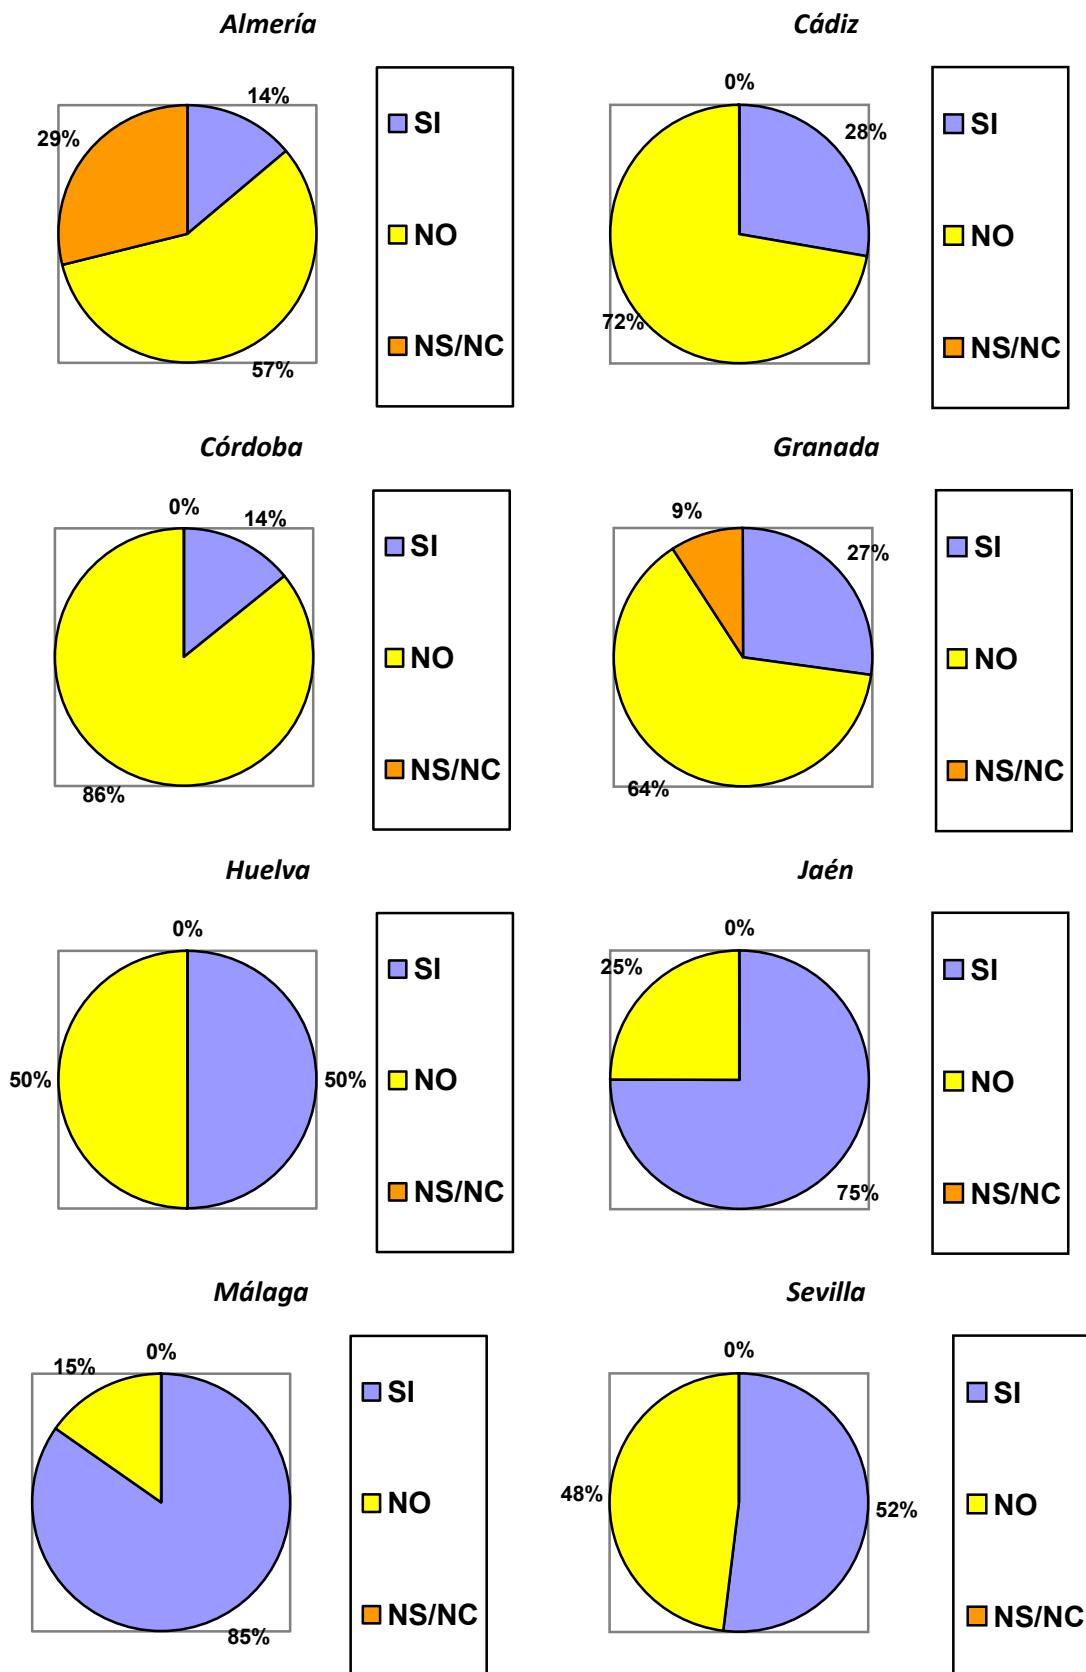 Almería
14%
29%
57%
SI
NO
NS/NC
Cádiz
0%
28%
72%
SI
NO
NS/NC
Córdoba
0%
14%
86%
SI
NO
NS/NC
Granada
9%
27%
64%
SI
NO
NS/NC
Huelva
0%
50%
50%
SI
NO
NS/NC
Jaén
0%
25%
75%
SI
NO
NS/NC
Málaga
0%
15%
85%
SI
NO
NS/NC
Sevilla
0%
48%
52%
SI
NO
NS/NC